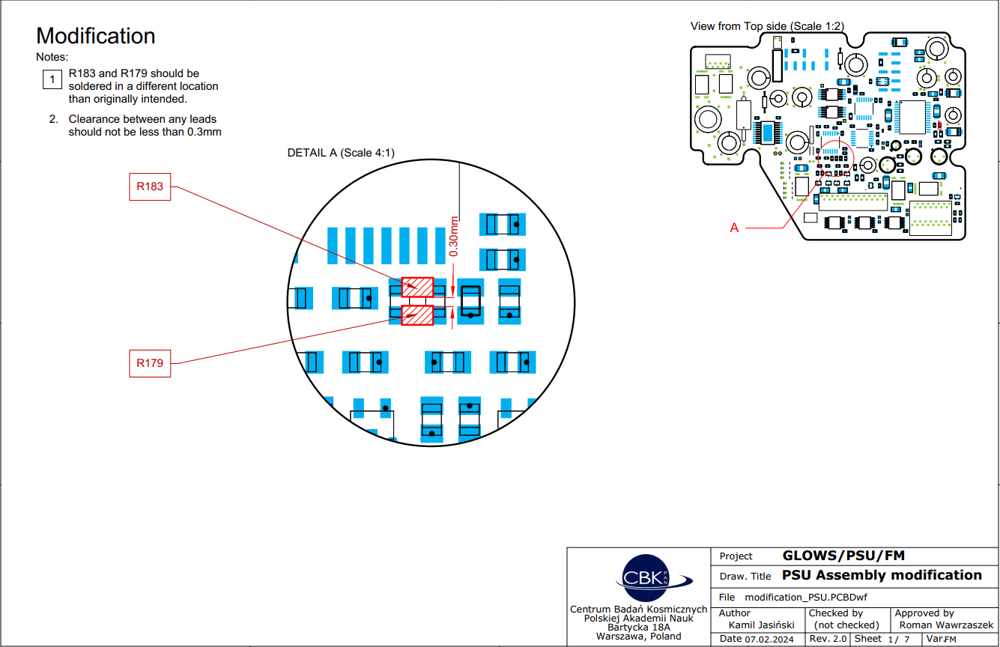 Modification
Notes:
1
R183 and R179 should be
soldered in a different location
than originally intended.
2. Clearance between any leads
should not be less than 0.3mm
View from Top side (Scale 1:2)
A
DETAIL A (Scale 4:1)
R183
0.30mm
R179
CBK
PAN
Centrum Badań Kosmicznych
Polskiej Akademii Nauk
Bartycka 18A
Warszawa, Poland
Project GLOWS/PSU/FM
Draw. Title PSU Assembly modification
File modification_PSU.PCBDwf
Author
Kamil Jasiński
Checked by
(not checked)
Approved by
Roman Wawrzaszek
Date 07.02.2024 Rev. 2.0 Sheet 1/ 7 Var.FM